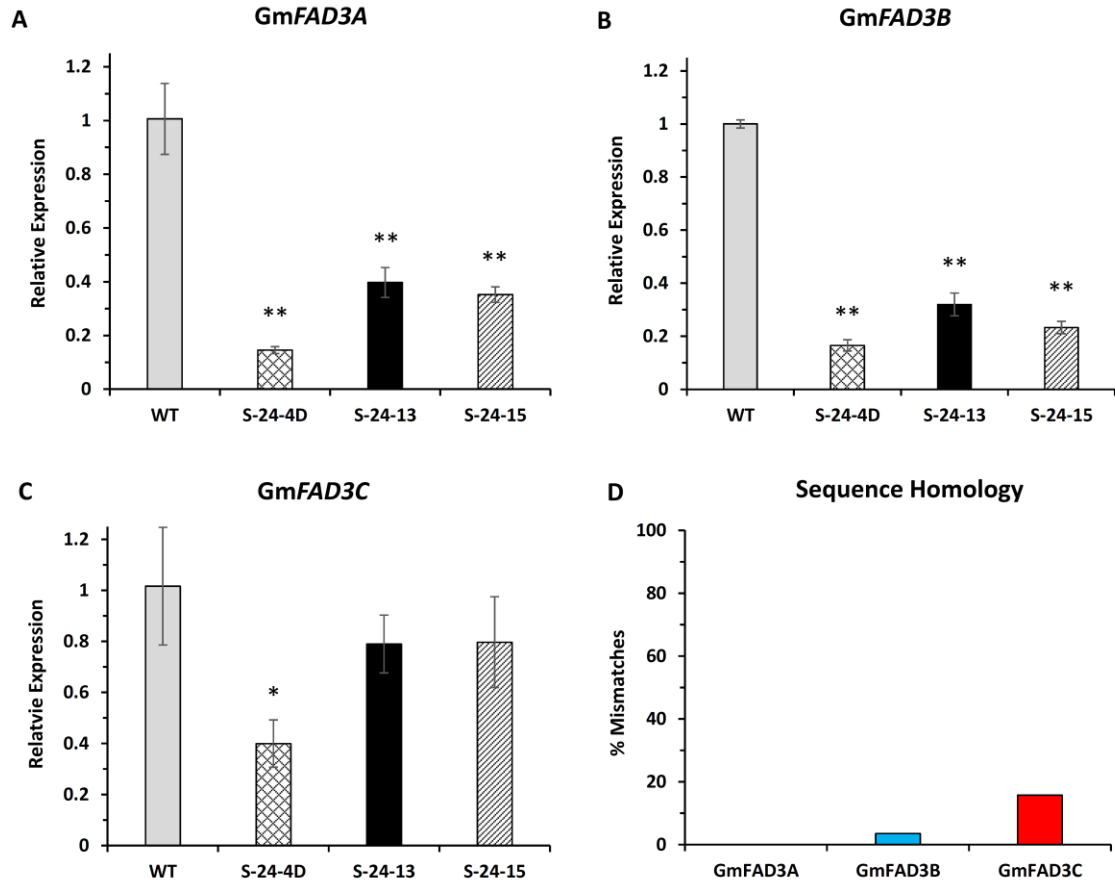 A
GmFAD3A
Relative Expression
1.2
1
0.8
0.6
0.4
0.2
0
**
**
**
WT
S-24-4D
S-24-13
S-24-15
B
GmFAD3B
Relative Expression
1.2
1
0.8
0.6
0.4
0.2
0
**
**
**
WT
S-24-4D
S-24-13
S-24-15
C
GmFAD3C
Relatvie Expression
1.2
1
0.8
0.6
0.4
0.2
0
*
WT
S-24-4D
S-24-13
S-24-15
D
Sequence Homology
% Mismatches
100
80
60
40
20
0
GmFAD3A
GmFAD3B
GmFAD3C